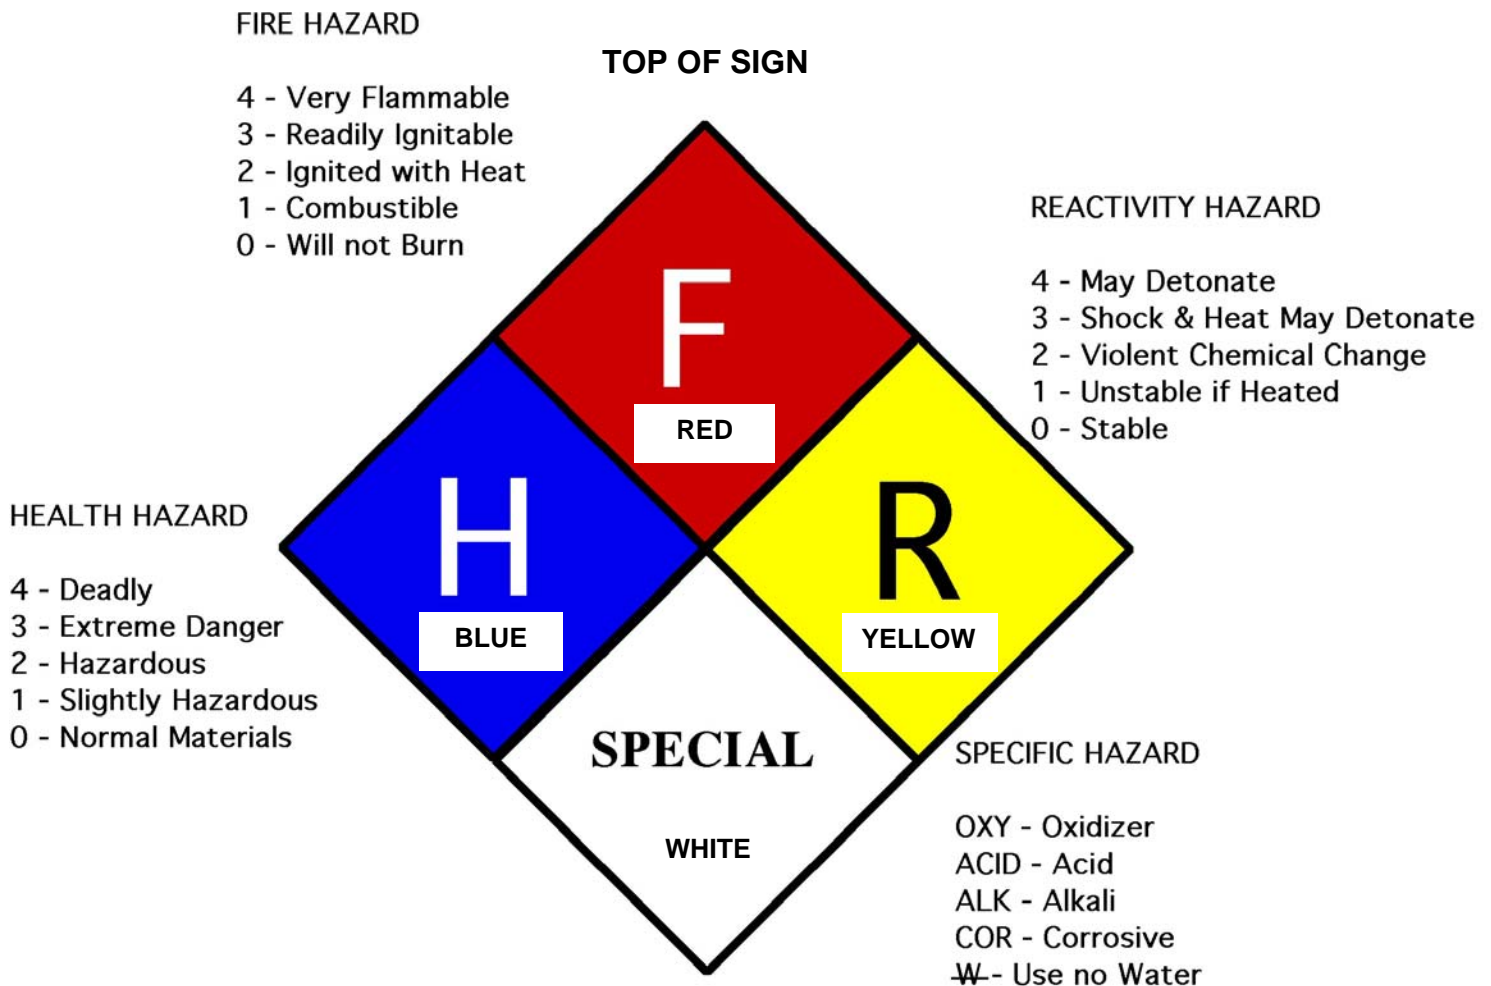 FIRE HAZARD
4 - Very Flammable
3 - Readily Ignitable
2 - Ignited with Heat
1 - Combustible
0 - Will not Burn
TOP OF SIGN
REACTIVITY HAZARD
4 - May Detonate
3 - Shock & Heat May Detonate
2 - Violent Chemical Change
1 - Unstable if Heated
0 - Stable
F
RED
HEALTH HAZARD
4 - Deadly
3 - Extreme Danger
2 - Hazardous
1 - Slightly Hazardous
0 - Normal Materials
H
BLUE
R
YELLOW
SPECIAL
WHITE
SPECIFIC HAZARD
OXY - Oxidizer
ACID - Acid
ALK - Alkali
COR - Corrosive
W - Use no Water